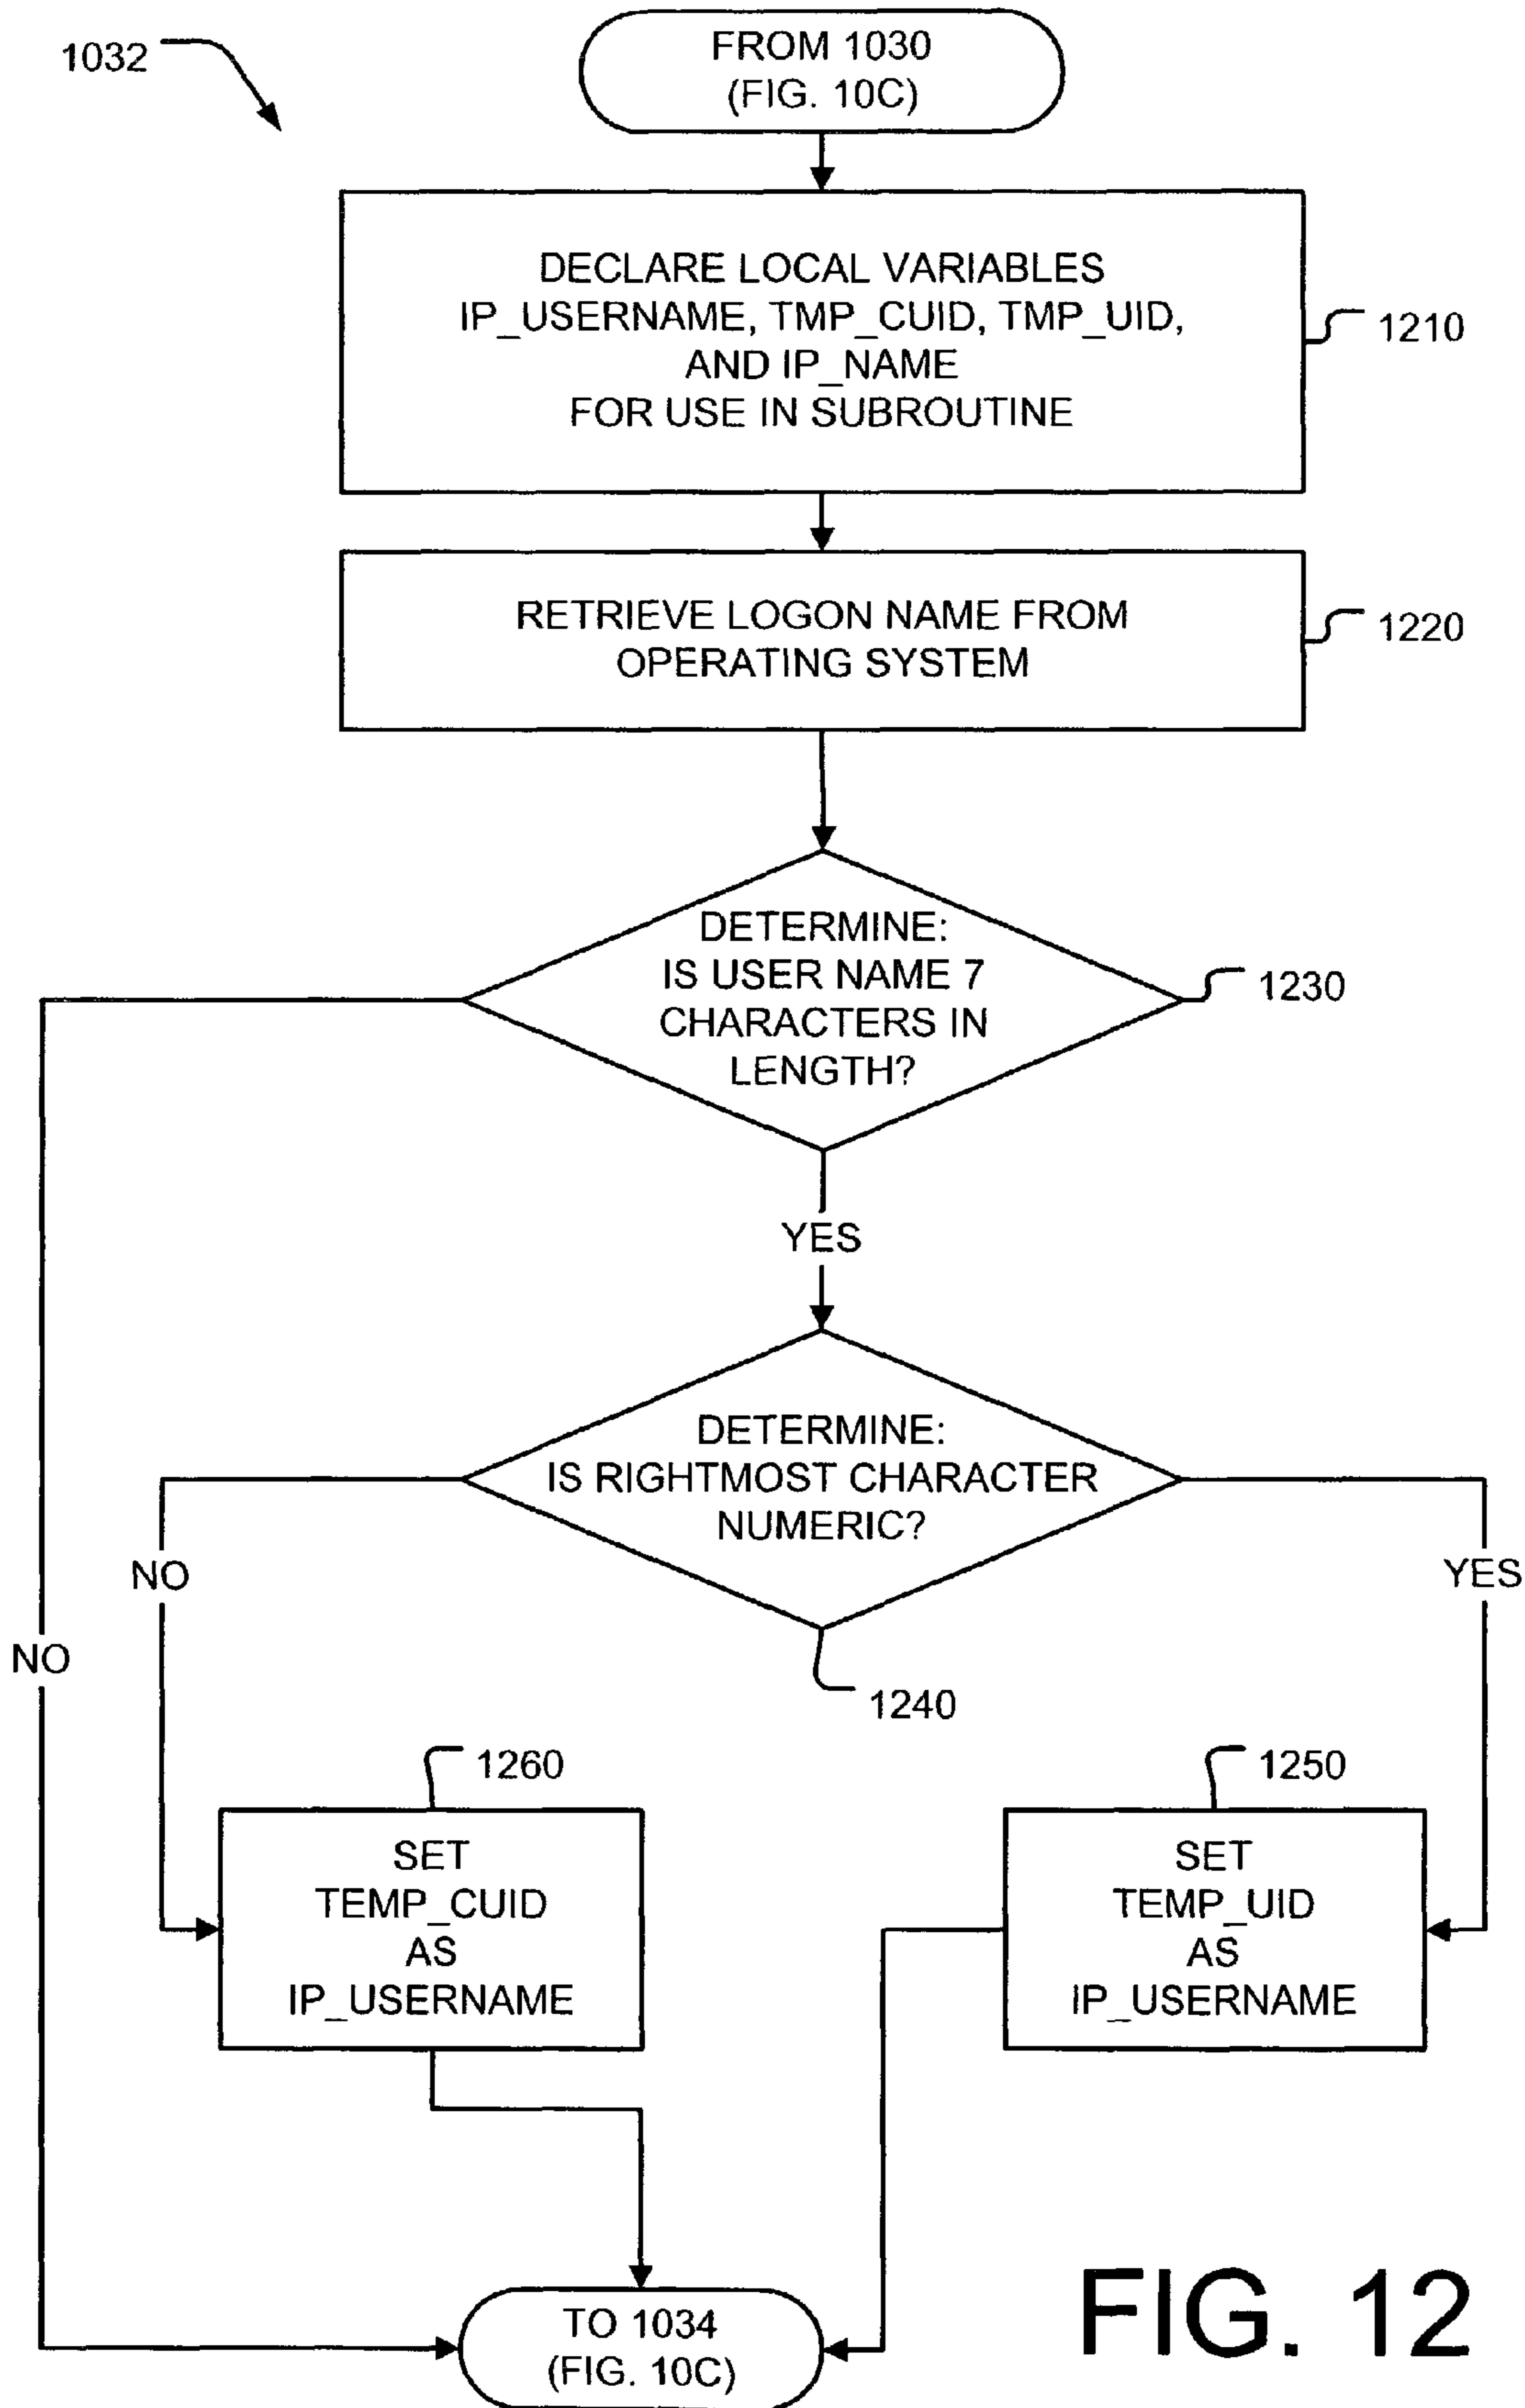 1032
FROM 1030
(FIG. 10C)
DECLARE LOCAL VARIABLES
IP_USERNAME, TMP_CUID, TMP_UID,
AND IP_NAME
FOR USE IN SUBROUTINE
1210
RETRIEVE LOGON NAME FROM
OPERATING SYSTEM
1220
DETERMINE:
IS USER NAME 7
CHARACTERS IN
LENGTH?
1230
YES
DETERMINE:
IS RIGHTMOST CHARACTER
NUMERIC?
NO
YES
NO
1240
1260
1250
SET
TEMP_CUID
AS
IP_USERNAME
SET
TEMP_UID
AS
IP_USERNAME
TO 1034
(FIG. 10C)
FIG. 12